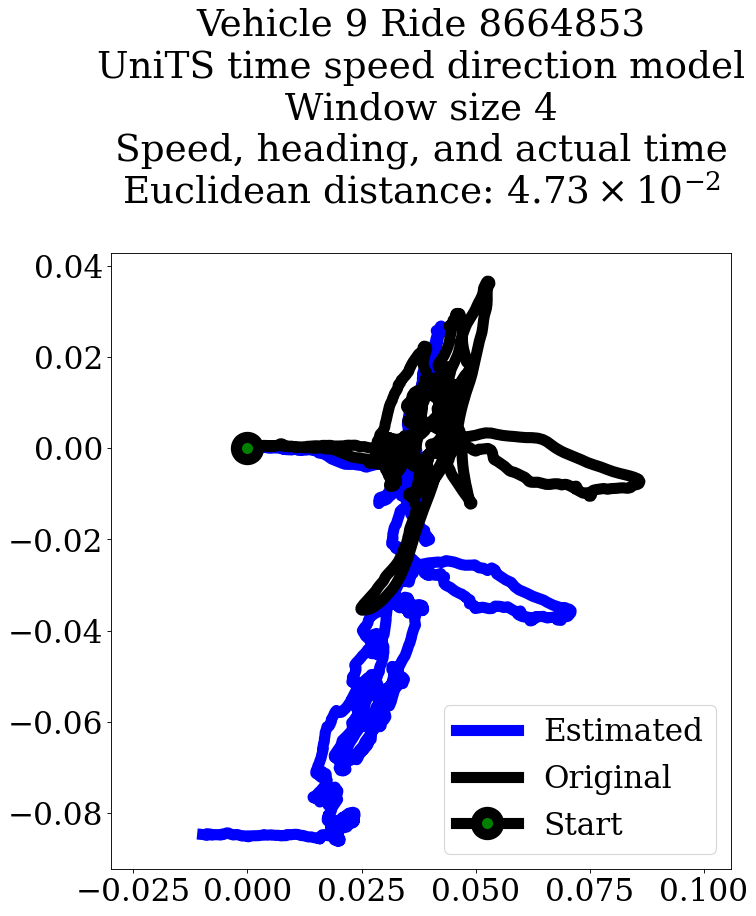 Vehicle 9 Ride 8664853
UniTS time speed direction model
Window size 4
Speed, heading, and actual time
Euclidean distance: 4.73 × 10⁻²
0.04
0.02
0.00
−0.02
−0.04
−0.06
−0.08
Estimated
Original
Start
−0.025 0.000 0.025 0.050 0.075 0.100